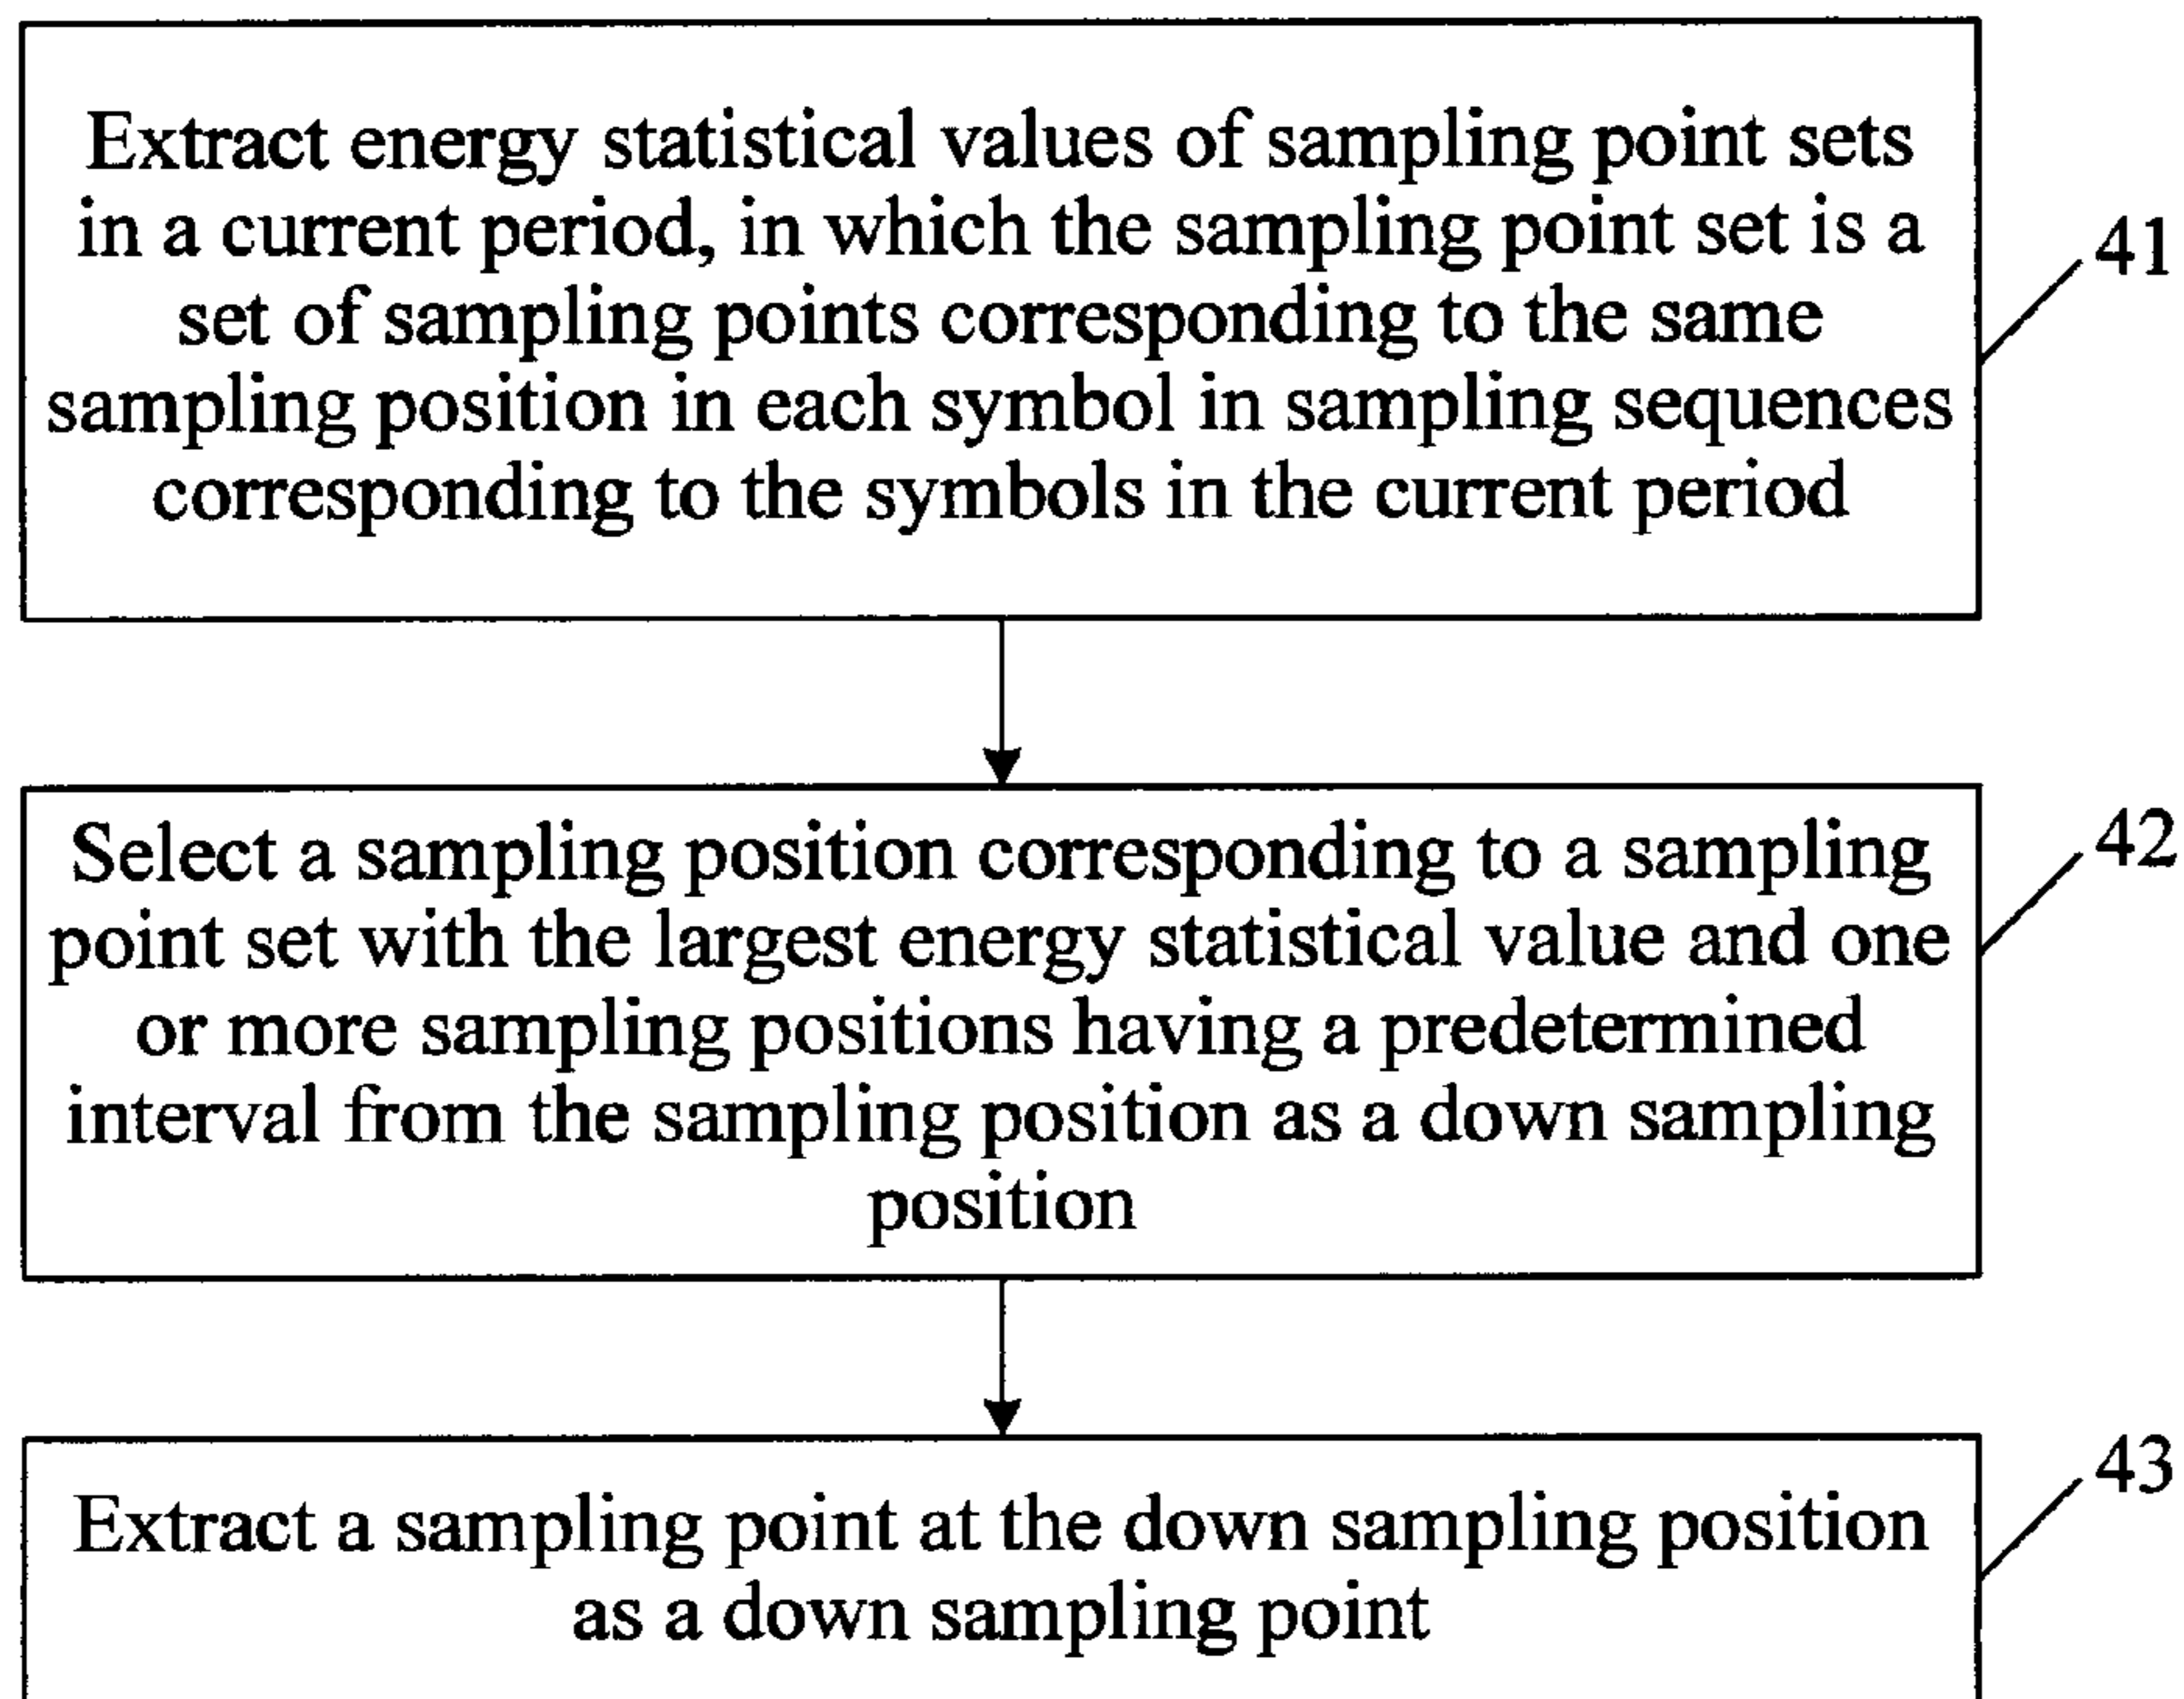 Extract energy statistical values of sampling point sets
in a current period, in which the sampling point set is a
set of sampling points corresponding to the same
sampling position in each symbol in sampling sequences
corresponding to the symbols in the current period
41
Select a sampling position corresponding to a sampling
point set with the largest energy statistical value and one
or more sampling positions having a predetermined
interval from the sampling position as a down sampling
position
42
Extract a sampling point at the down sampling position
as a down sampling point
43